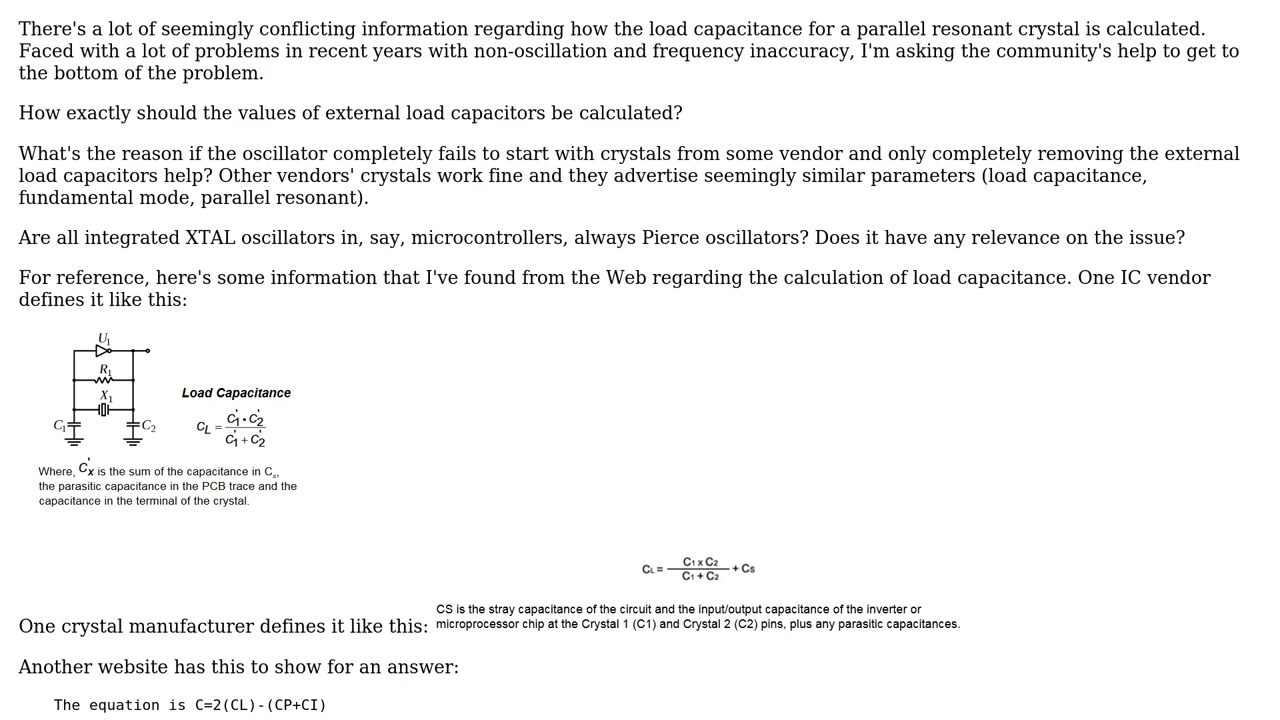 There's a lot of seemingly conflicting information regarding how the load capacitance for a parallel resonant crystal is calculated.
Faced with a lot of problems in recent years with non-oscillation and frequency inaccuracy, I'm asking the community's help to get to
the bottom of the problem.
How exactly should the values of external load capacitors be calculated?
What's the reason if the oscillator completely fails to start with crystals from some vendor and only completely removing the external
load capacitors help? Other vendors' crystals work fine and they advertise seemingly similar parameters (load capacitance,
fundamental mode, parallel resonant).
Are all integrated XTAL oscillators in, say, microcontrollers, always Pierce oscillators? Does it have any relevance on the issue?
For reference, here's some information that I've found from the Web regarding the calculation of load capacitance. One IC vendor
defines it like this:
U1
R1
X1
C1 C2
Load Capacitance
CL = C1' · C2' / C1' + C2'
Where, Cx' is the sum of the capacitance in Cx,
the parasitic capacitance in the PCB trace and the
capacitance in the terminal of the crystal.
CL = C1 x C2 / C1 + C2 + CS
CS is the stray capacitance of the circuit and the input/output capacitance of the inverter or
microprocessor chip at the Crystal 1 (C1) and Crystal 2 (C2) pins, plus any parasitic capacitances.
One crystal manufacturer defines it like this:
Another website has this to show for an answer:
The equation is C=2(CL)-(CP+CI)